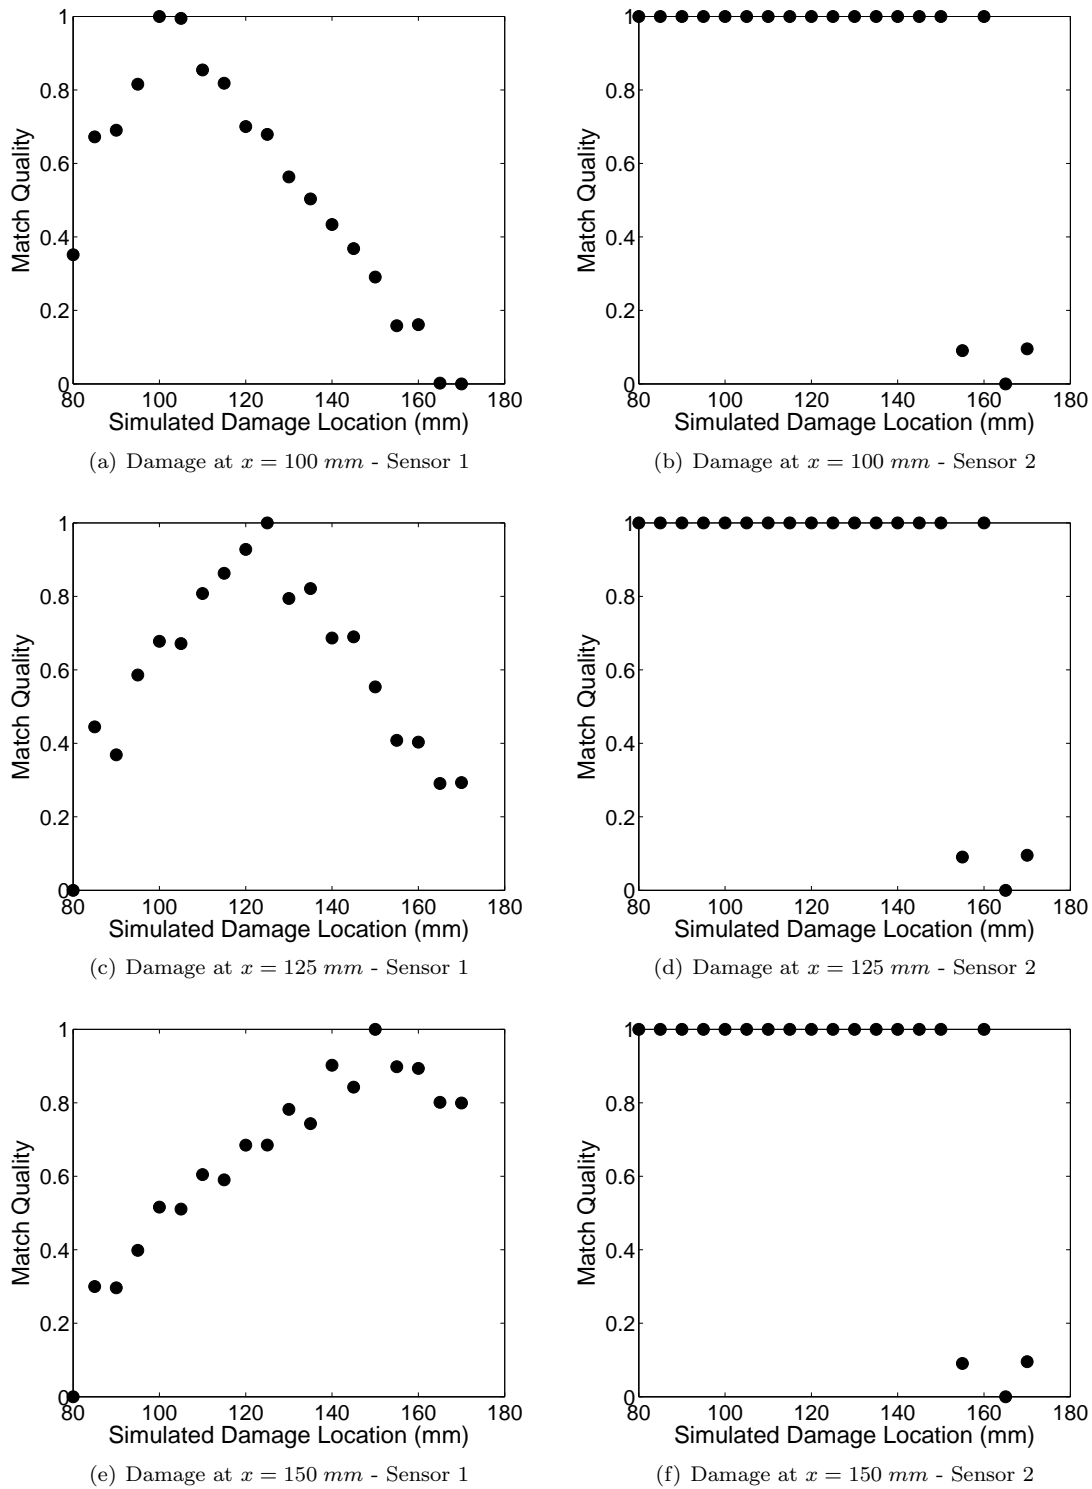 1
0.8
0.6
0.4
0.2
0
80 100 120 140 160 180
Match Quality
Simulated Damage Location (mm)
(a) Damage at x = 100 mm - Sensor 1
1
0.8
0.6
0.4
0.2
0
80 100 120 140 160 180
Match Quality
Simulated Damage Location (mm)
(b) Damage at x = 100 mm - Sensor 2
1
0.8
0.6
0.4
0.2
0
80 100 120 140 160 180
Match Quality
Simulated Damage Location (mm)
(c) Damage at x = 125 mm - Sensor 1
1
0.8
0.6
0.4
0.2
0
80 100 120 140 160 180
Match Quality
Simulated Damage Location (mm)
(d) Damage at x = 125 mm - Sensor 2
1
0.8
0.6
0.4
0.2
0
80 100 120 140 160 180
Match Quality
Simulated Damage Location (mm)
(e) Damage at x = 150 mm - Sensor 1
1
0.8
0.6
0.4
0.2
0
80 100 120 140 160 180
Match Quality
Simulated Damage Location (mm)
(f) Damage at x = 150 mm - Sensor 2